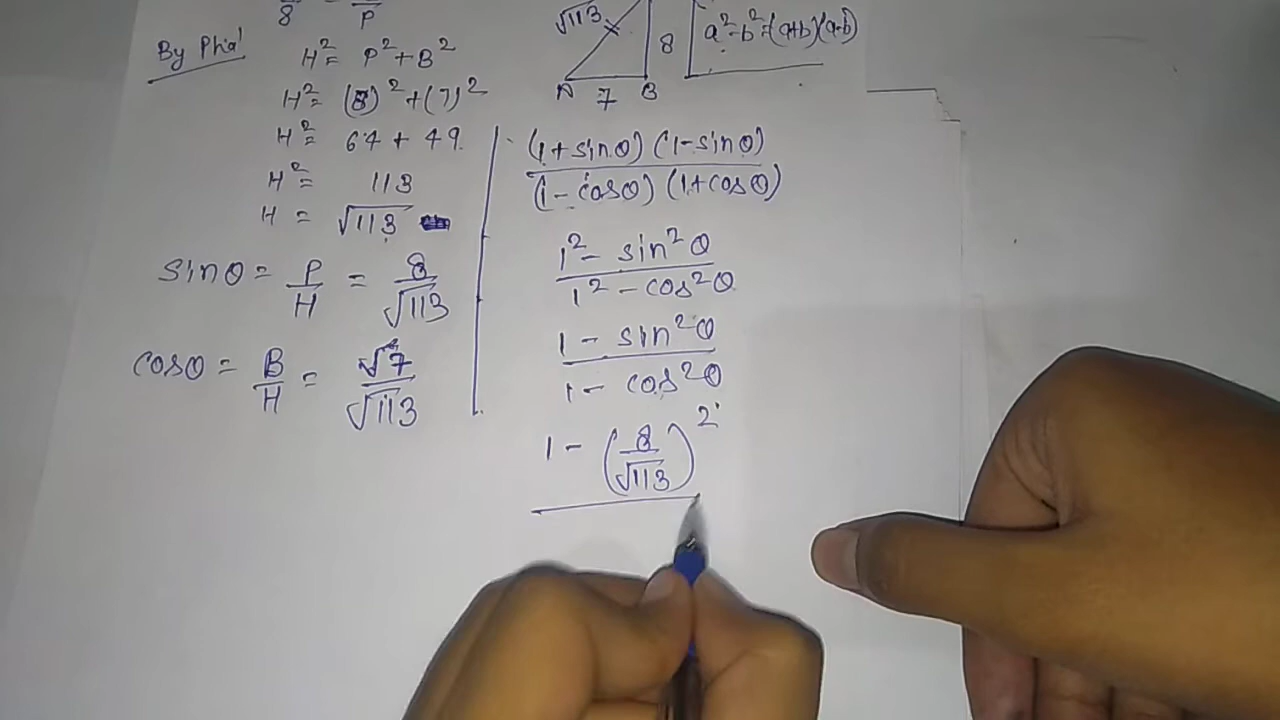 8 P
By Pha'
H² = P² + B²
H² = (8)² + (7)²
H² = 64 + 49
H² = 113
H = √113
sinθ = P/H = 8/√113
cosθ = B/H = √7/√113
√113
8
A 7 B
a²-b² = (a+b)(a-b)
(1+sinθ) (1-sinθ)
(1-cosθ) (1+cosθ)
1² - sin²θ
1² - cos²θ
1 - sin²θ
1 - cos²θ
1 - (8/√113)²